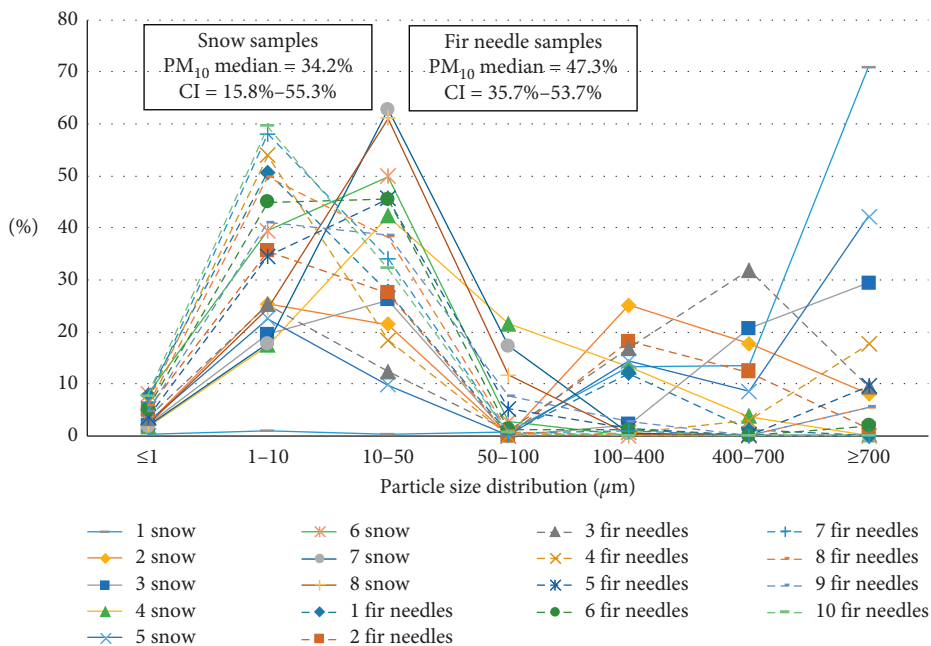 80
70
60
50
40
30
20
10
0
(%)
Snow samples
PM10 median = 34.2%
CI = 15.8%–55.3%
Fir needle samples
PM10 median = 47.3%
CI = 35.7%–53.7%
≤1 1–10 10–50 50–100 100–400 400–700 ≥700
Particle size distribution (μm)
1 snow
2 snow
3 snow
4 snow
5 snow
6 snow
7 snow
8 snow
1 fir needles
2 fir needles
3 fir needles
4 fir needles
5 fir needles
6 fir needles
7 fir needles
8 fir needles
9 fir needles
10 fir needles